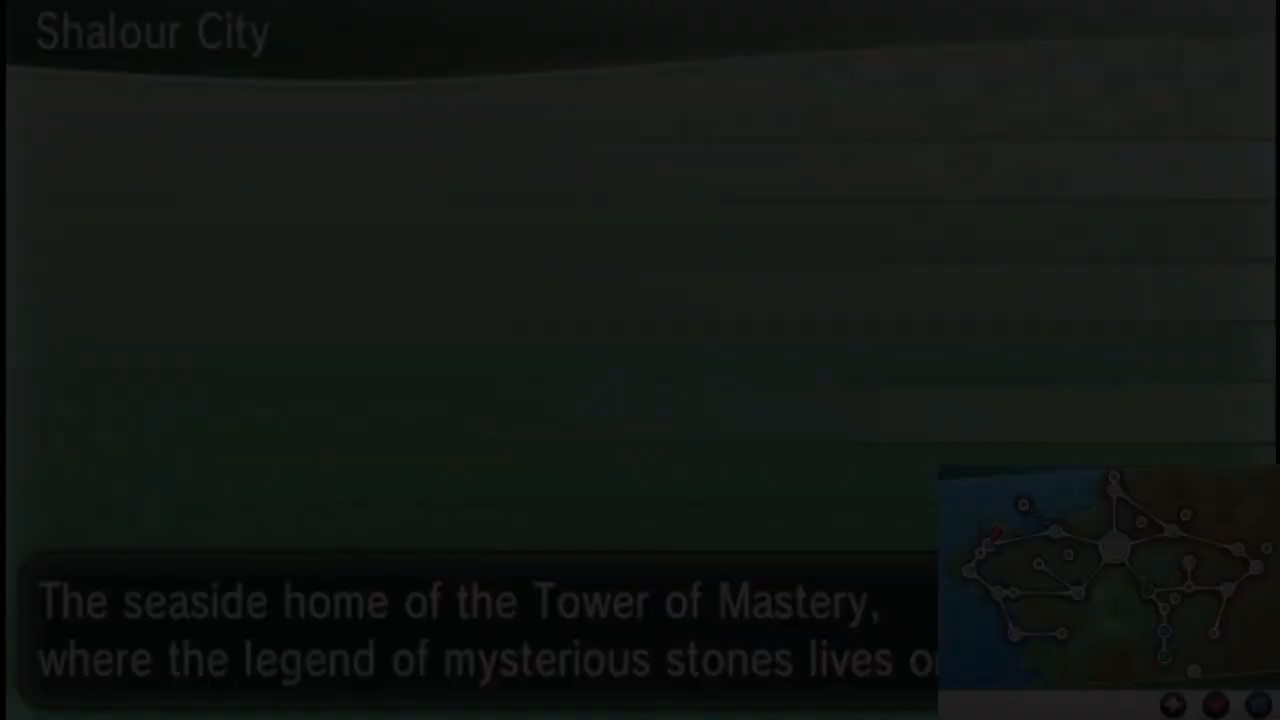 Shalour City
The seaside home of the Tower of Mastery,
where the legend of mysterious stones lives